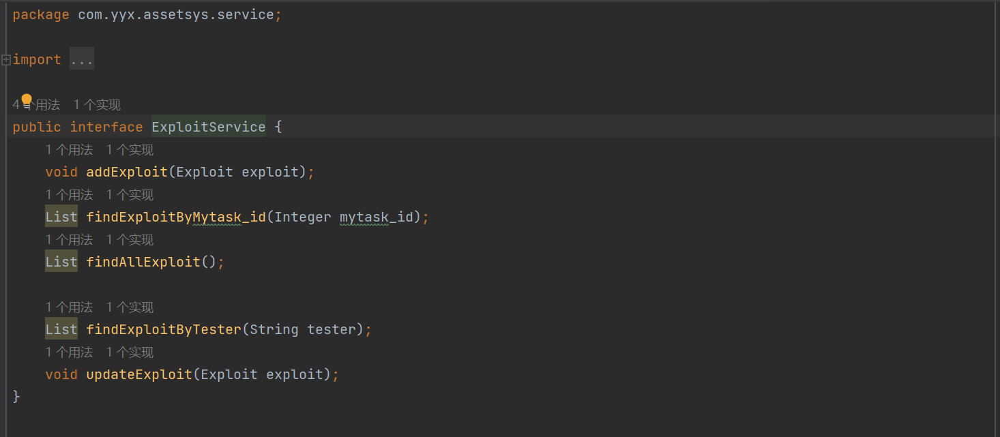 package com.yyx.assetsys.service;
import ...
4个用法 1个实现
public interface ExploitService {
1个用法 1个实现
void addExploit(Exploit exploit);
1个用法 1个实现
List findExploitByMytask_id(Integer mytask_id);
1个用法 1个实现
List findAllExploit();
1个用法 1个实现
List findExploitByTester(String tester);
1个用法 1个实现
void updateExploit(Exploit exploit);
}